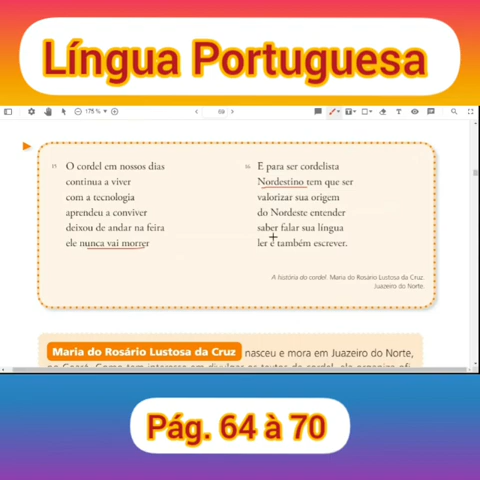 Língua Portuguesa
175 %
69
15 O cordel em nossos dias
continua a viver
com a tecnologia
aprendeu a conviver
deixou de andar na feira
ele nunca vai morrer
16 E para ser cordelista
Nordestino tem que ser
valorizar sua origem
do Nordeste entender
saber falar sua língua
ler e também escrever.
A história do cordel. Maria do Rosário Lustosa da Cruz.
Juazeiro do Norte.
Maria do Rosário Lustosa da Cruz nasceu e mora em Juazeiro do Norte,
Pág. 64 à 70